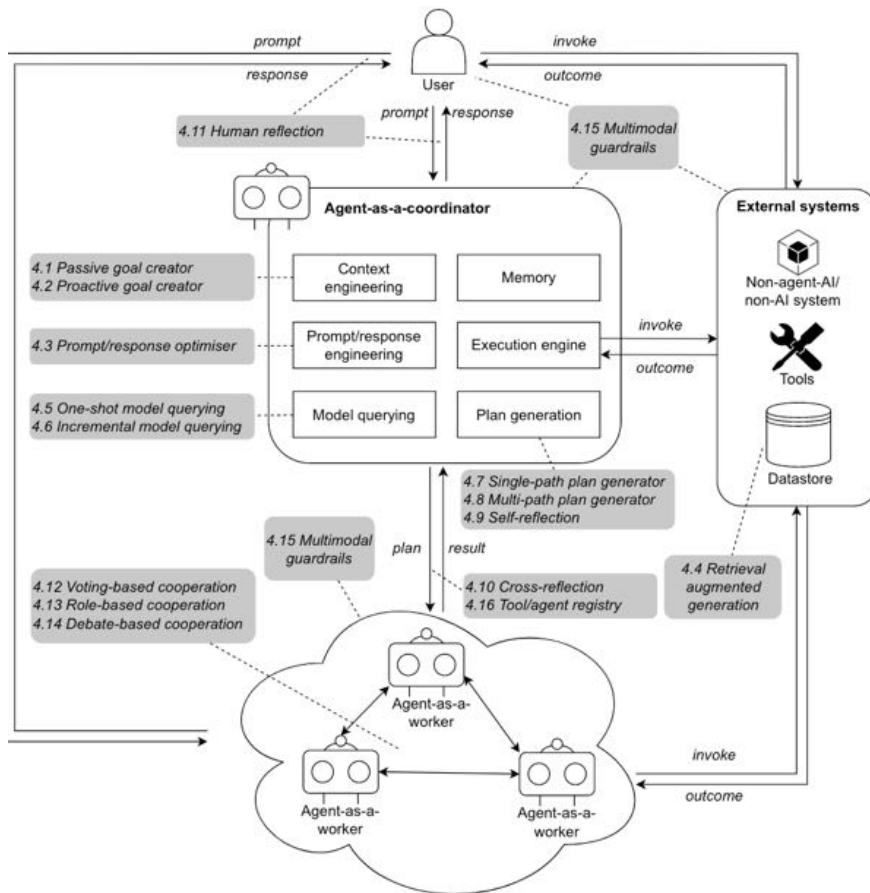 prompt
response
User
invoke
outcome
prompt
response
4.11 Human reflection
4.15 Multimodal
guardrails
Agent-as-a-coordinator
External systems
4.1 Passive goal creator
4.2 Proactive goal creator
Context
engineering
Memory
Non-agent-AI/
non-AI system
4.3 Prompt/response optimiser
Prompt/response
engineering
Execution engine
invoke
outcome
Tools
4.5 One-shot model querying
4.6 Incremental model querying
Model querying
Plan generation
Datastore
4.7 Single-path plan generator
4.8 Multi-path plan generator
4.9 Self-reflection
4.15 Multimodal
guardrails
plan
result
4.4 Retrieval
augmented
generation
4.12 Voting-based cooperation
4.13 Role-based cooperation
4.14 Debate-based cooperation
4.10 Cross-reflection
4.16 Tool/agent registry
Agent-as-a-
worker
Agent-as-a-
worker
Agent-as-a-
worker
invoke
outcome